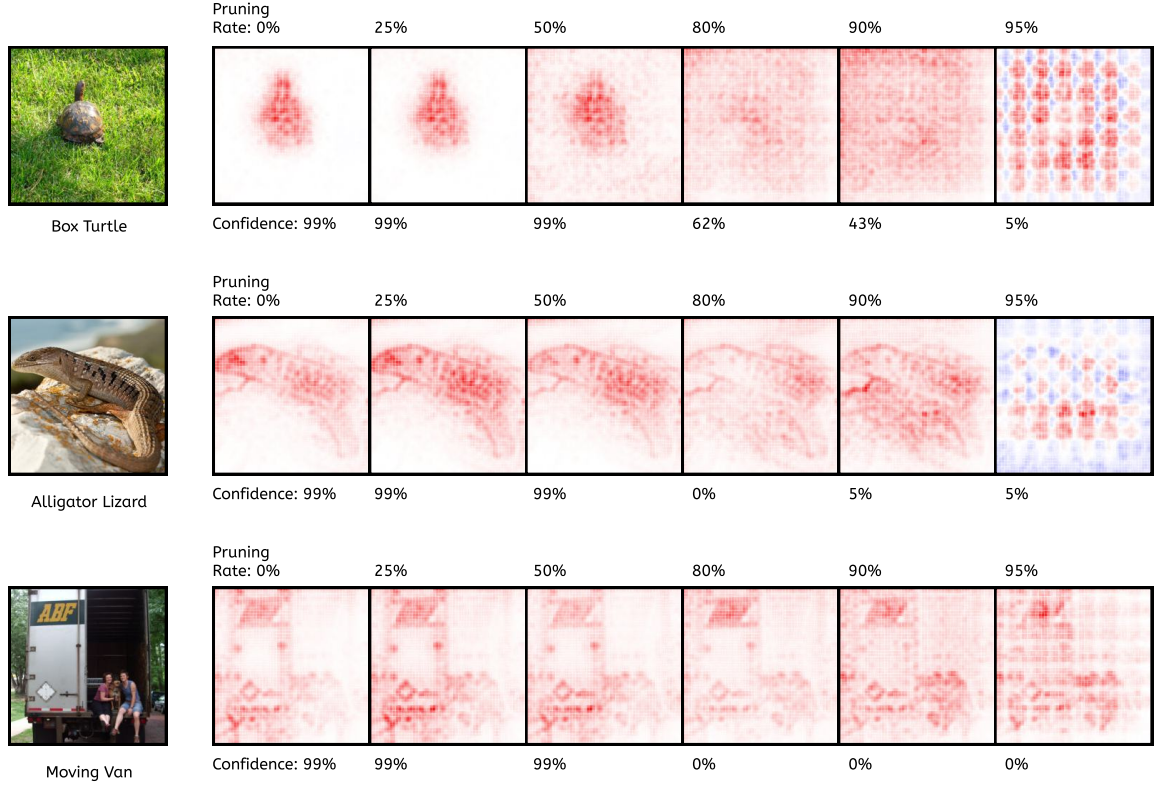 Pruning
Rate: 0% 25% 50% 80% 90% 95%
Box Turtle
Confidence: 99% 99% 99% 62% 43% 5%
Pruning
Rate: 0% 25% 50% 80% 90% 95%
Alligator Lizard
Confidence: 99% 99% 99% 0% 5% 5%
Pruning
Rate: 0% 25% 50% 80% 90% 95%
ABF
Moving Van
Confidence: 99% 99% 99% 0% 0% 0%